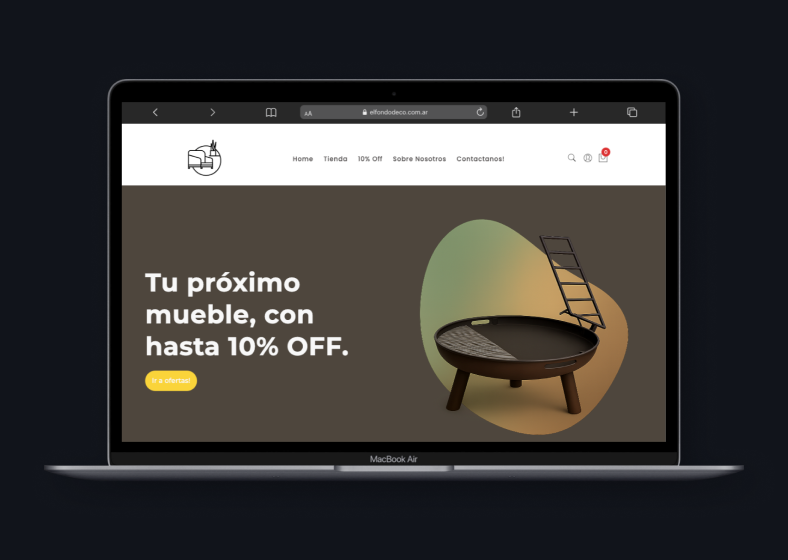 AA
elfondodeco.com.ar
0
Home Tienda 10% Off Sobre Nosotros Contactanos!
Tu próximo
mueble, con
hasta 10% OFF.
Ir a ofertas!
MacBook Air